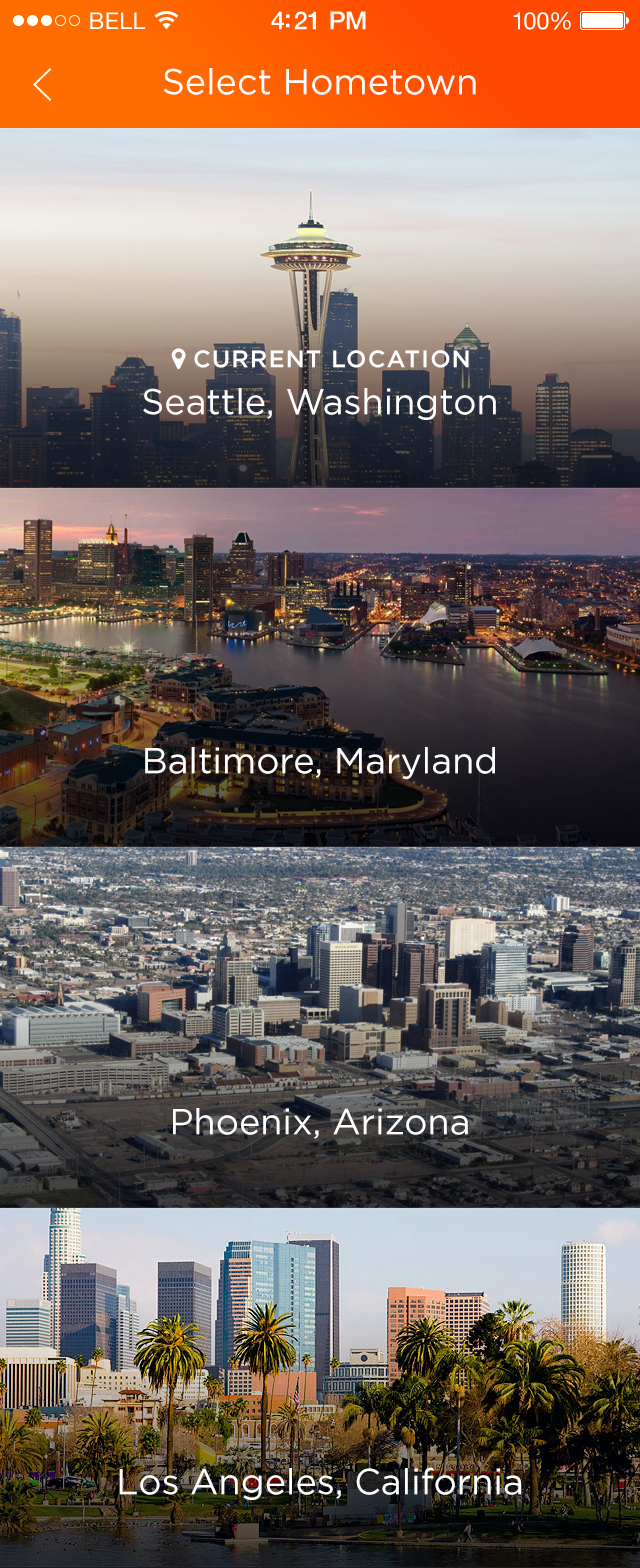 BELL 4:21 PM 100%
Select Hometown
CURRENT LOCATION
Seattle, Washington
Baltimore, Maryland
Phoenix, Arizona
Los Angeles, California